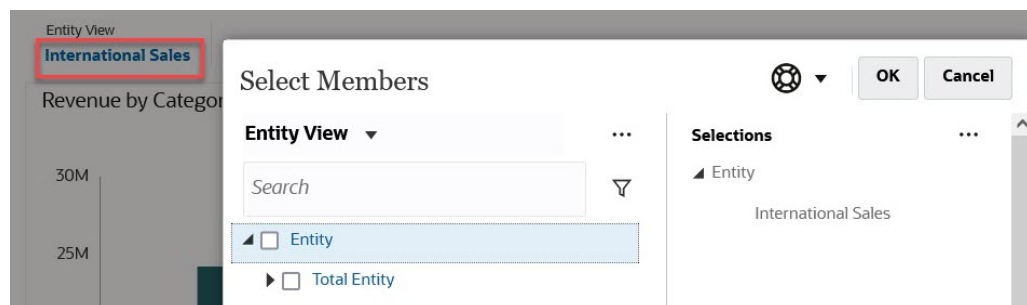 Entity View
International Sales
Revenue by Categor
30M
25M
Select Members
OK
Cancel
Entity View
Search
Entity
Total Entity
Selections
Entity
International Sales